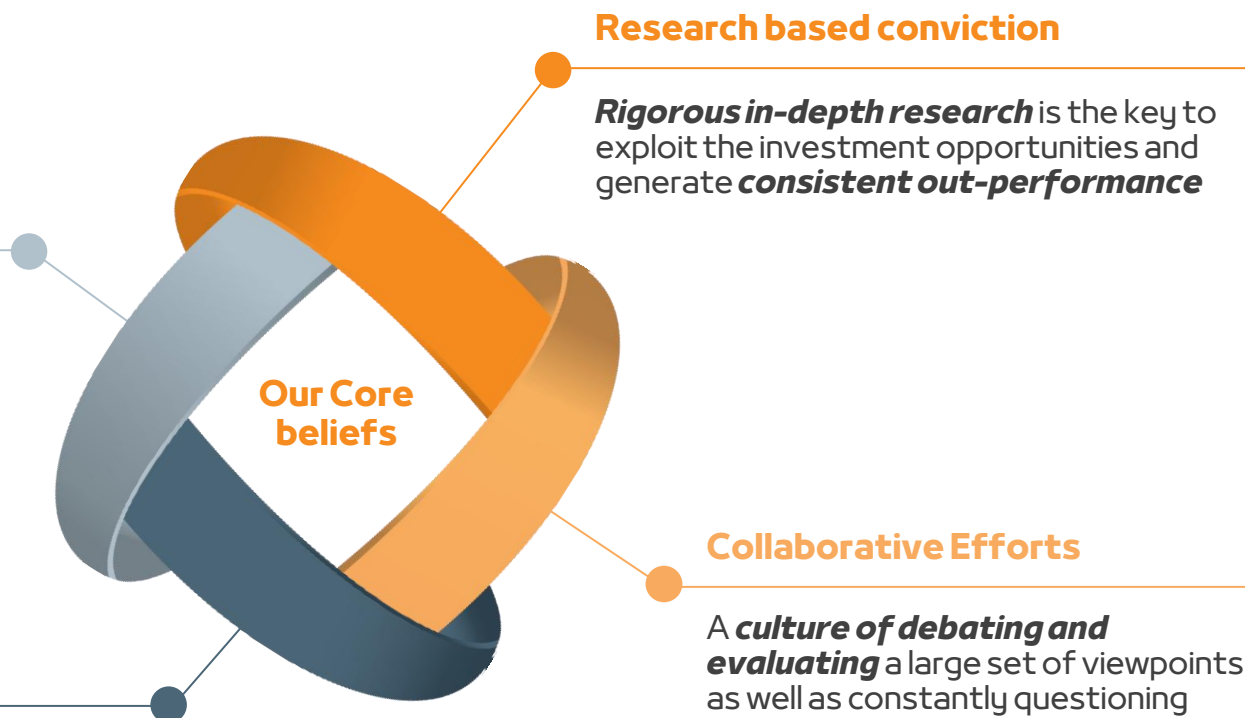 Research based conviction
Rigorous in-depth research is the key to
exploit the investment opportunities and
generate consistent out-performance
Our Core
beliefs
Collaborative Efforts
A culture of debating and
evaluating a large set of viewpoints
as well as constantly questioning